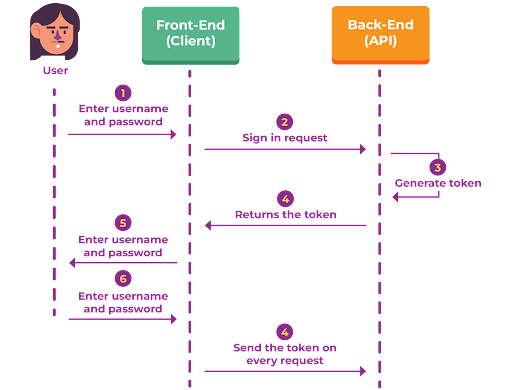 Front-End
(Client)
Back-End
(API)
User
1
Enter username
and password
2
Sign in request
3
Generate token
4
Returns the token
5
Enter username
and password
6
Enter username
and password
4
Send the token on
every request